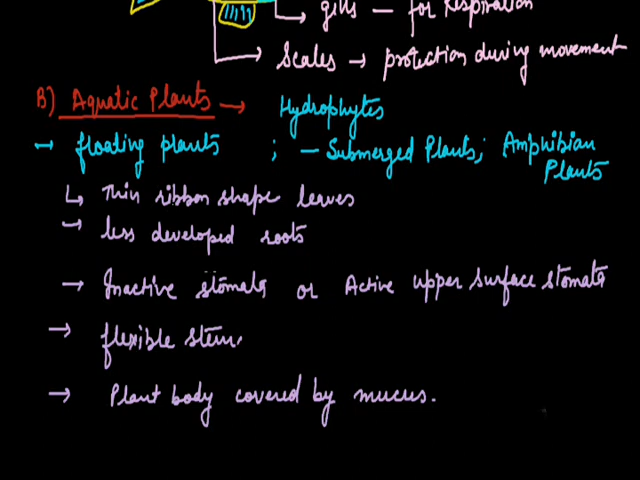 gills — for Respiration
Scales → protection during movement
B) Aquatic Plants → Hydrophytes
→ floating plants ; — Submerged Plants; Amphibian Plants
↳ Thin ribbon shape leaves
→ less developed roots
→ Inactive stomata or Active upper surface stomata
→ flexible stem
→ Plant body covered by mucus.